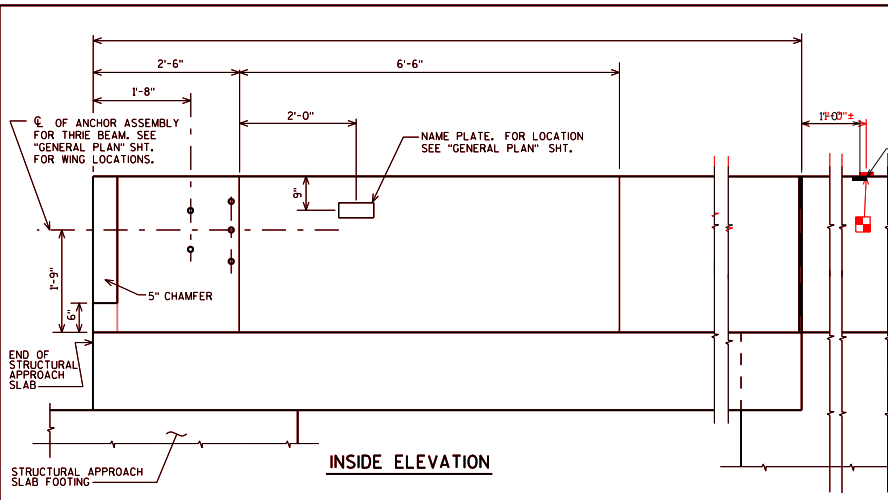 2'-6"
6'-6"
1'-8"
2'-0"
℄ OF ANCHOR ASSEMBLY
FOR THRIE BEAM. SEE
"GENERAL PLAN" SHT.
FOR WING LOCATIONS.
NAME PLATE. FOR LOCATION
SEE "GENERAL PLAN" SHT.
9"
1'-9"
6"
5" CHAMFER
END OF
STRUCTURAL
APPROACH
SLAB
STRUCTURAL APPROACH
SLAB FOOTING
INSIDE ELEVATION